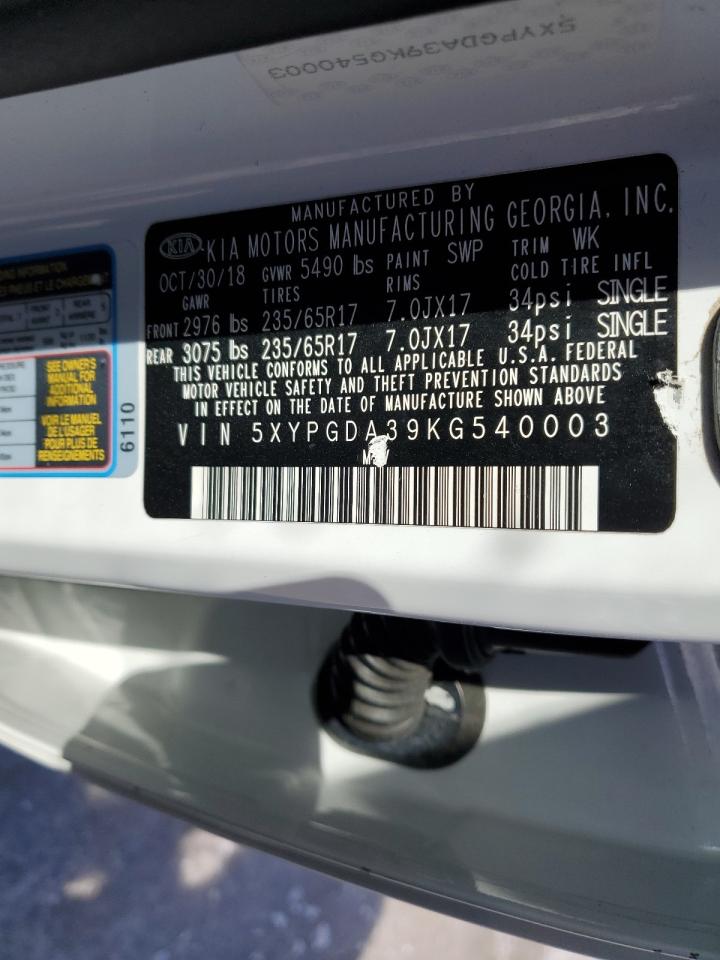 5XYPGDA39KG540003
MANUFACTURED BY
KIA KIA MOTORS MANUFACTURING GEORGIA, INC.
OCT/30/18 GVWR 5490 lbs PAINT SWP TRIM WK
GAWR TIRES RIMS COLD TIRE INFL
FRONT 2976 lbs 235/65R17 7.0JX17 34psi SINGLE
REAR 3075 lbs 235/65R17 7.0JX17 34psi SINGLE
THIS VEHICLE CONFORMS TO ALL APPLICABLE U.S.A. FEDERAL
MOTOR VEHICLE SAFETY AND THEFT PREVENTION STANDARDS
IN EFFECT ON THE DATE OF MANUFACTURE SHOWN ABOVE
VIN 5XYPGDA39KG540003
INFORMATION
REAR
SEE OWNER'S
MANUAL FOR
ADDITIONAL
INFORMATION
VOIR LE MANUEL
DE L'USAGER
POUR PLUS DE
RENSEIGNEMENTS
6110